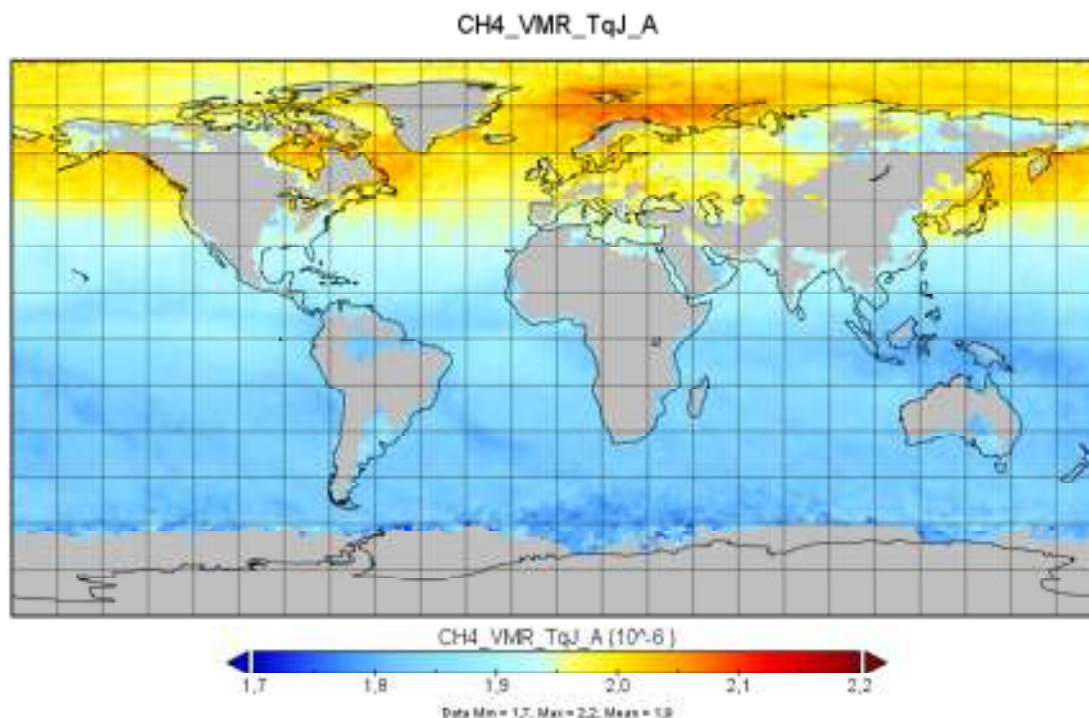 CH4_VMR_TqJ_A
CH4_VMR_TqJ_A (10^-6 )
1,7 1,8 1,9 2,0 2,1 2,2
Data Min = 1,7, Max = 2,2, Mean = 1,9